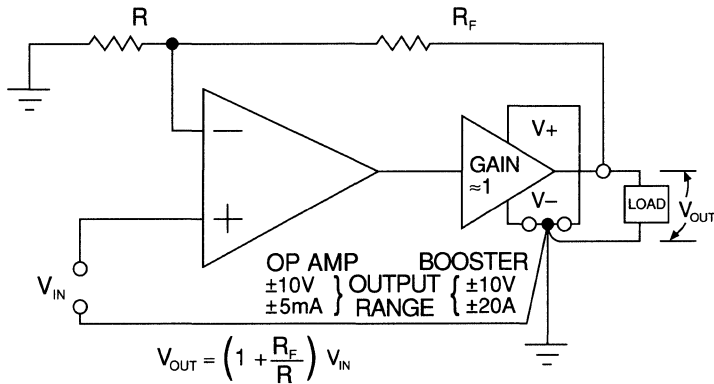 R
R_F
V+
GAIN
≈1
V−
LOAD
V_OUT
−
+
V_IN
OP AMP BOOSTER
±10V } OUTPUT { ±10V
±5mA } RANGE { ±20A
V_OUT = (1 + R_F/R) V_IN